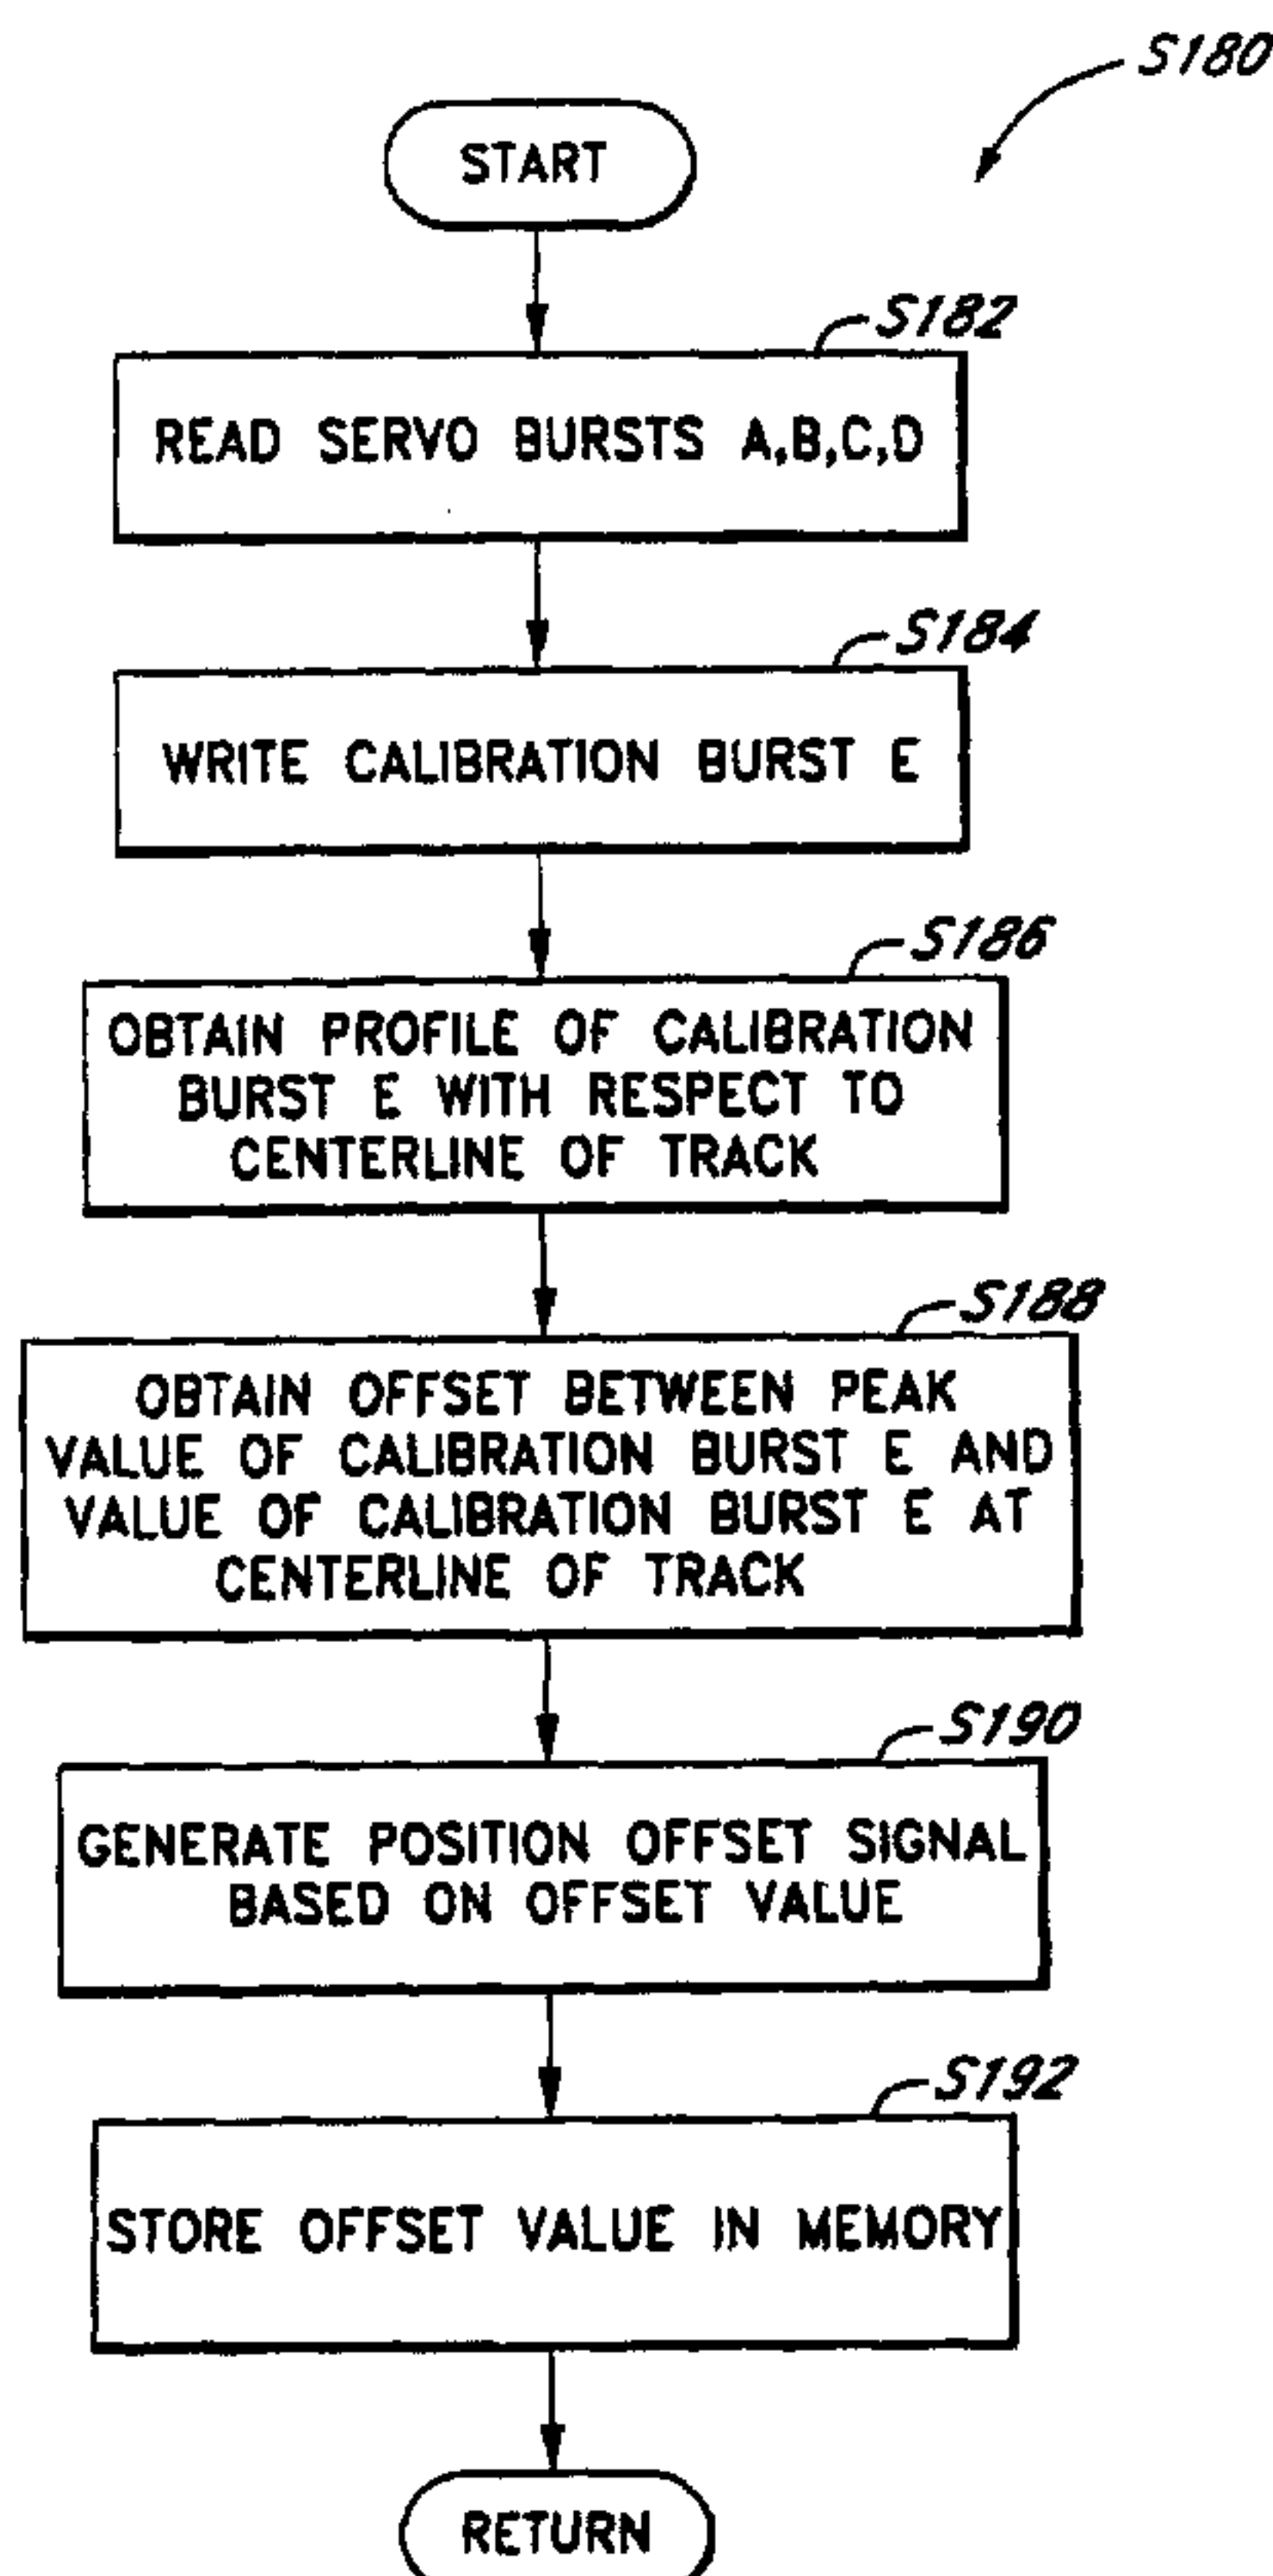 S180
START
S182
READ SERVO BURSTS A,B,C,D
S184
WRITE CALIBRATION BURST E
S186
OBTAIN PROFILE OF CALIBRATION
BURST E WITH RESPECT TO
CENTERLINE OF TRACK
S188
OBTAIN OFFSET BETWEEN PEAK
VALUE OF CALIBRATION BURST E AND
VALUE OF CALIBRATION BURST E AT
CENTERLINE OF TRACK
S190
GENERATE POSITION OFFSET SIGNAL
BASED ON OFFSET VALUE
S192
STORE OFFSET VALUE IN MEMORY
RETURN